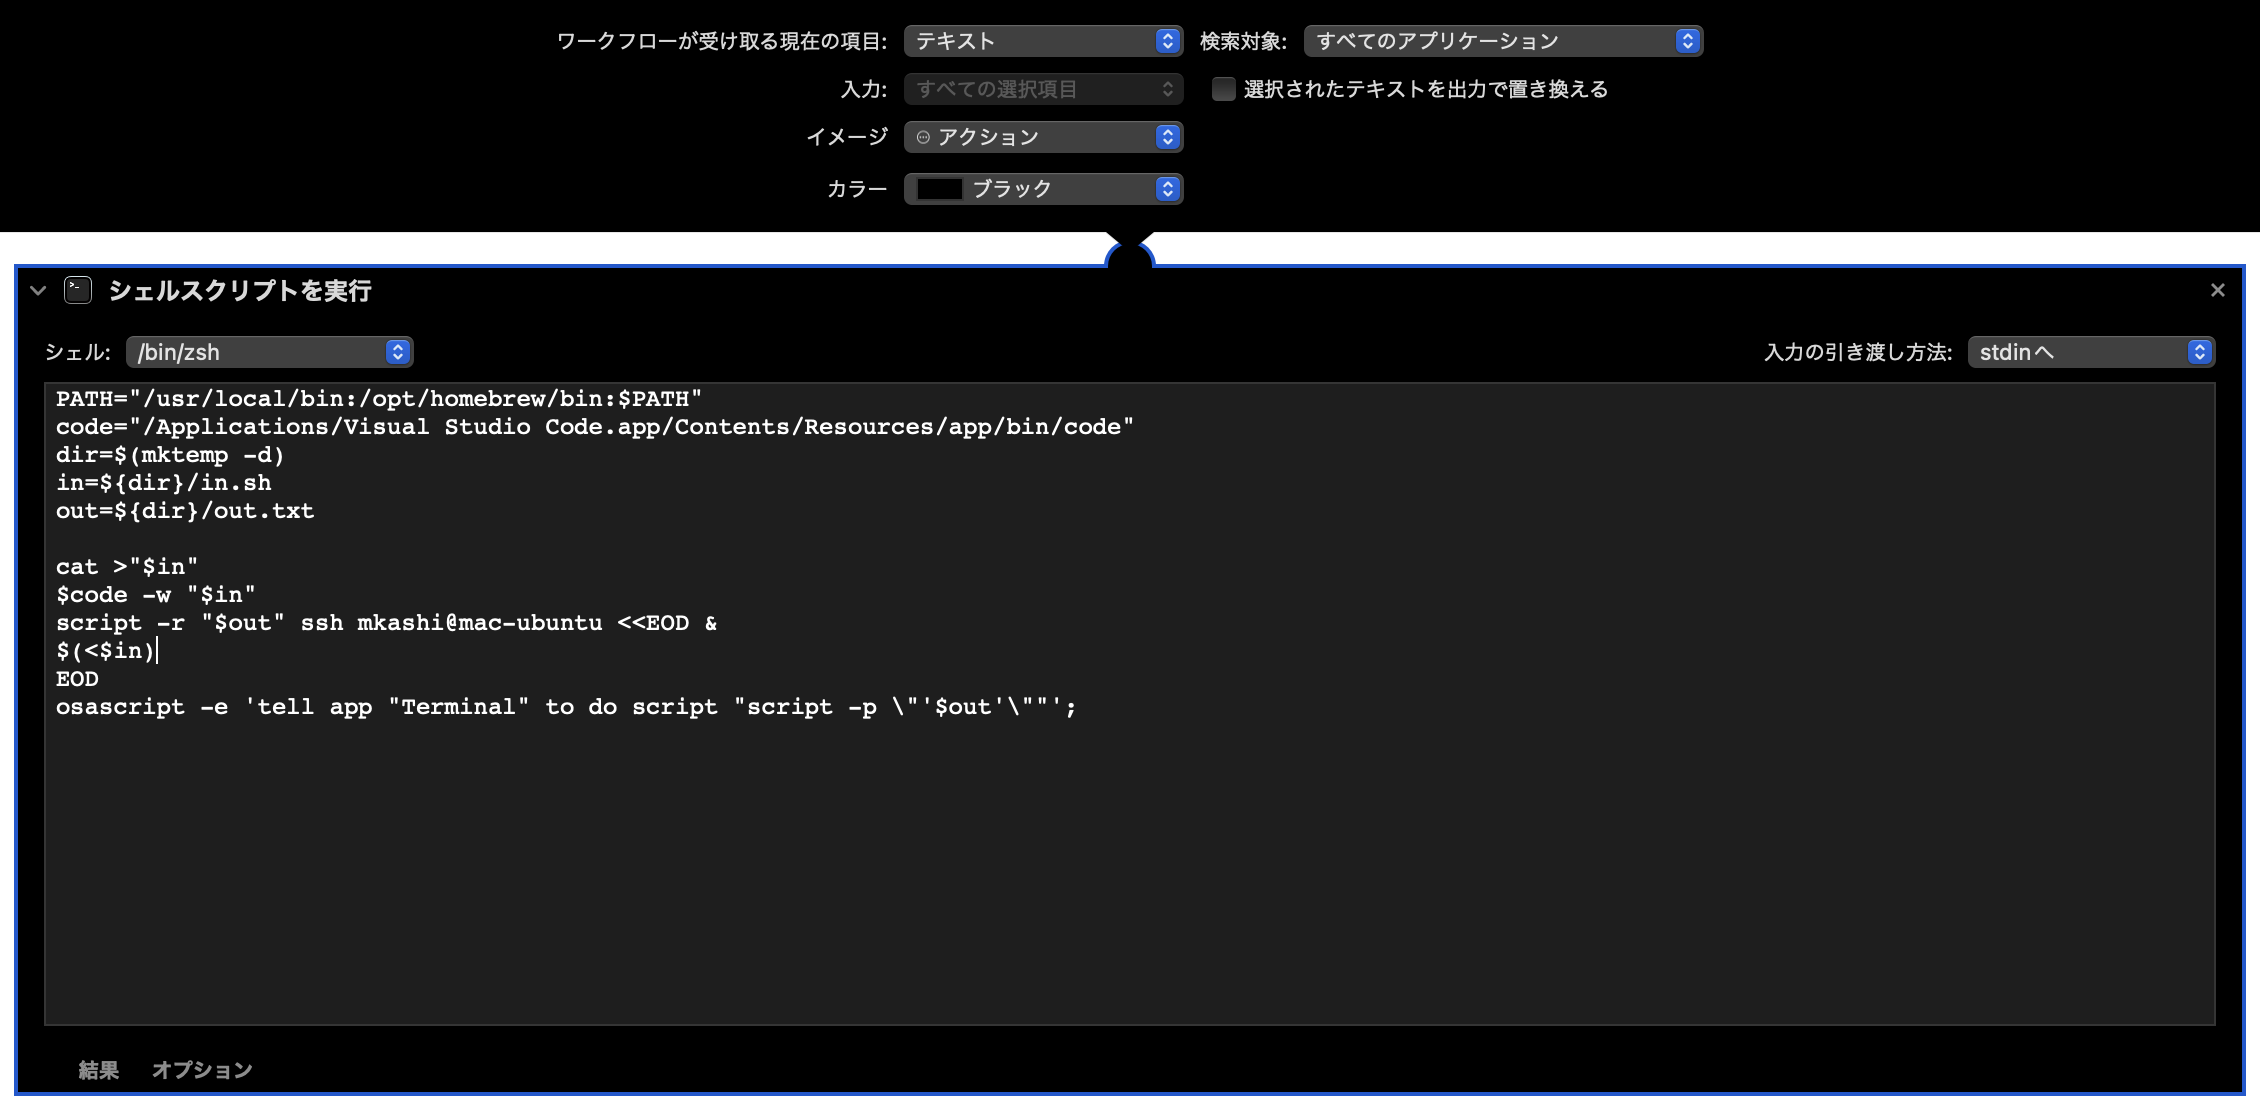 ワークフローが受け取る現在の項目: テキスト 検索対象: すべてのアプリケーション
入力: すべての選択項目 選択されたテキストを出力で置き換える
イメージ アクション
カラー ブラック
シェルスクリプトを実行
シェル: /bin/zsh 入力の引き渡し方法: stdinへ
PATH="/usr/local/bin:/opt/homebrew/bin:$PATH"
code="/Applications/Visual Studio Code.app/Contents/Resources/app/bin/code"
dir=$(mktemp -d)
in=${dir}/in.sh
out=${dir}/out.txt
cat >"$in"
$code -w "$in"
script -r "$out" ssh mkashi@mac-ubuntu <<EOD &
$(<$in)
EOD
osascript -e 'tell app "Terminal" to do script "script -p \"'$out'\""';
結果 オプション